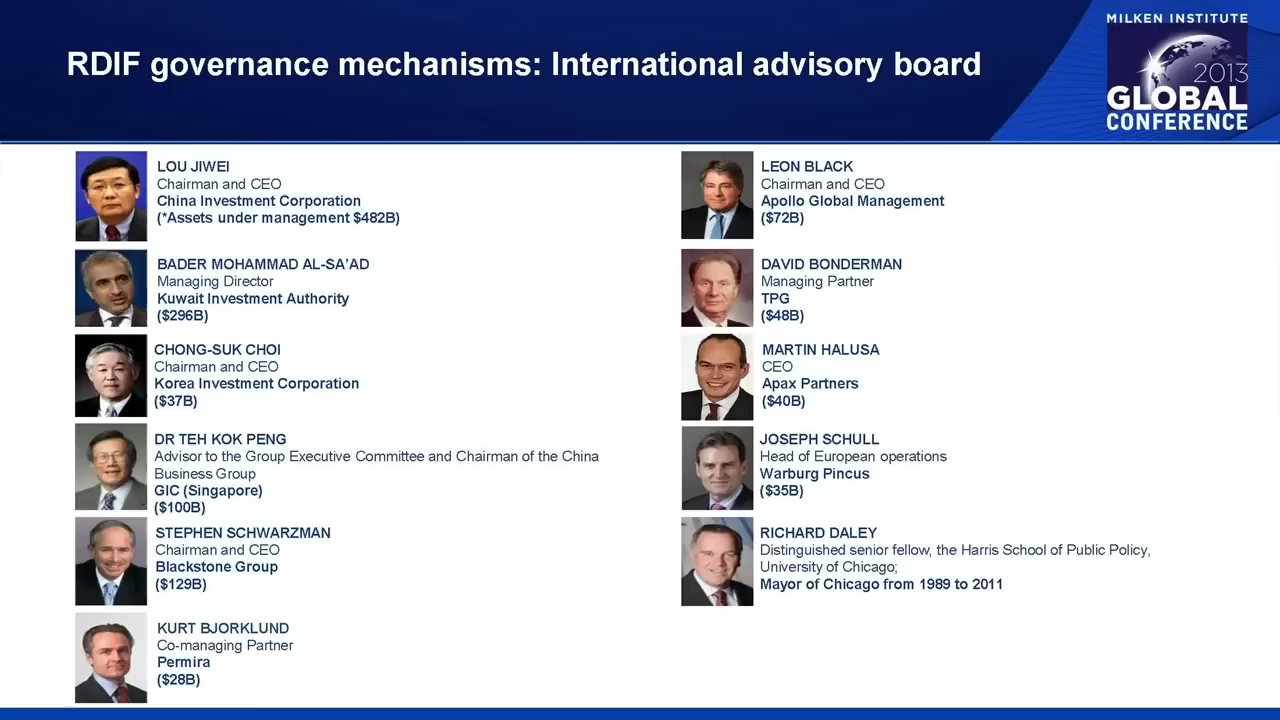 RDIF governance mechanisms: International advisory board
MILKEN INSTITUTE
2013
GLOBAL
CONFERENCE
LOU JIWEI
Chairman and CEO
China Investment Corporation
(*Assets under management $482B)
BADER MOHAMMAD AL-SA’AD
Managing Director
Kuwait Investment Authority
($296B)
CHONG-SUK CHOI
Chairman and CEO
Korea Investment Corporation
($37B)
DR TEH KOK PENG
Advisor to the Group Executive Committee and Chairman of the China
Business Group
GIC (Singapore)
($100B)
STEPHEN SCHWARZMAN
Chairman and CEO
Blackstone Group
($129B)
KURT BJORKLUND
Co-managing Partner
Permira
($28B)
LEON BLACK
Chairman and CEO
Apollo Global Management
($72B)
DAVID BONDERMAN
Managing Partner
TPG
($48B)
MARTIN HALUSA
CEO
Apax Partners
($40B)
JOSEPH SCHULL
Head of European operations
Warburg Pincus
($35B)
RICHARD DALEY
Distinguished senior fellow, the Harris School of Public Policy,
University of Chicago;
Mayor of Chicago from 1989 to 2011